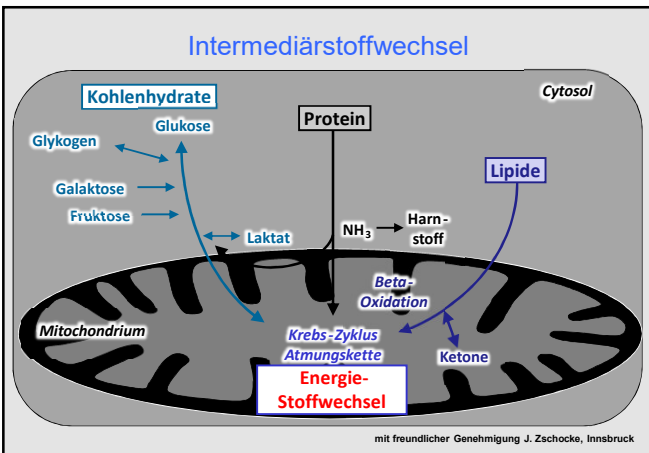 Intermediärstoffwechsel
Cytosol
Kohlenhydrate
Glukose
Glykogen
Galaktose
Fruktose
Laktat
Protein
NH₃
Harn-
stoff
Lipide
Beta-
Oxidation
Mitochondrium
Krebs-Zyklus
Atmungskette
Ketone
Energie-
Stoffwechsel
mit freundlicher Genehmigung J. Zschocke, Innsbruck